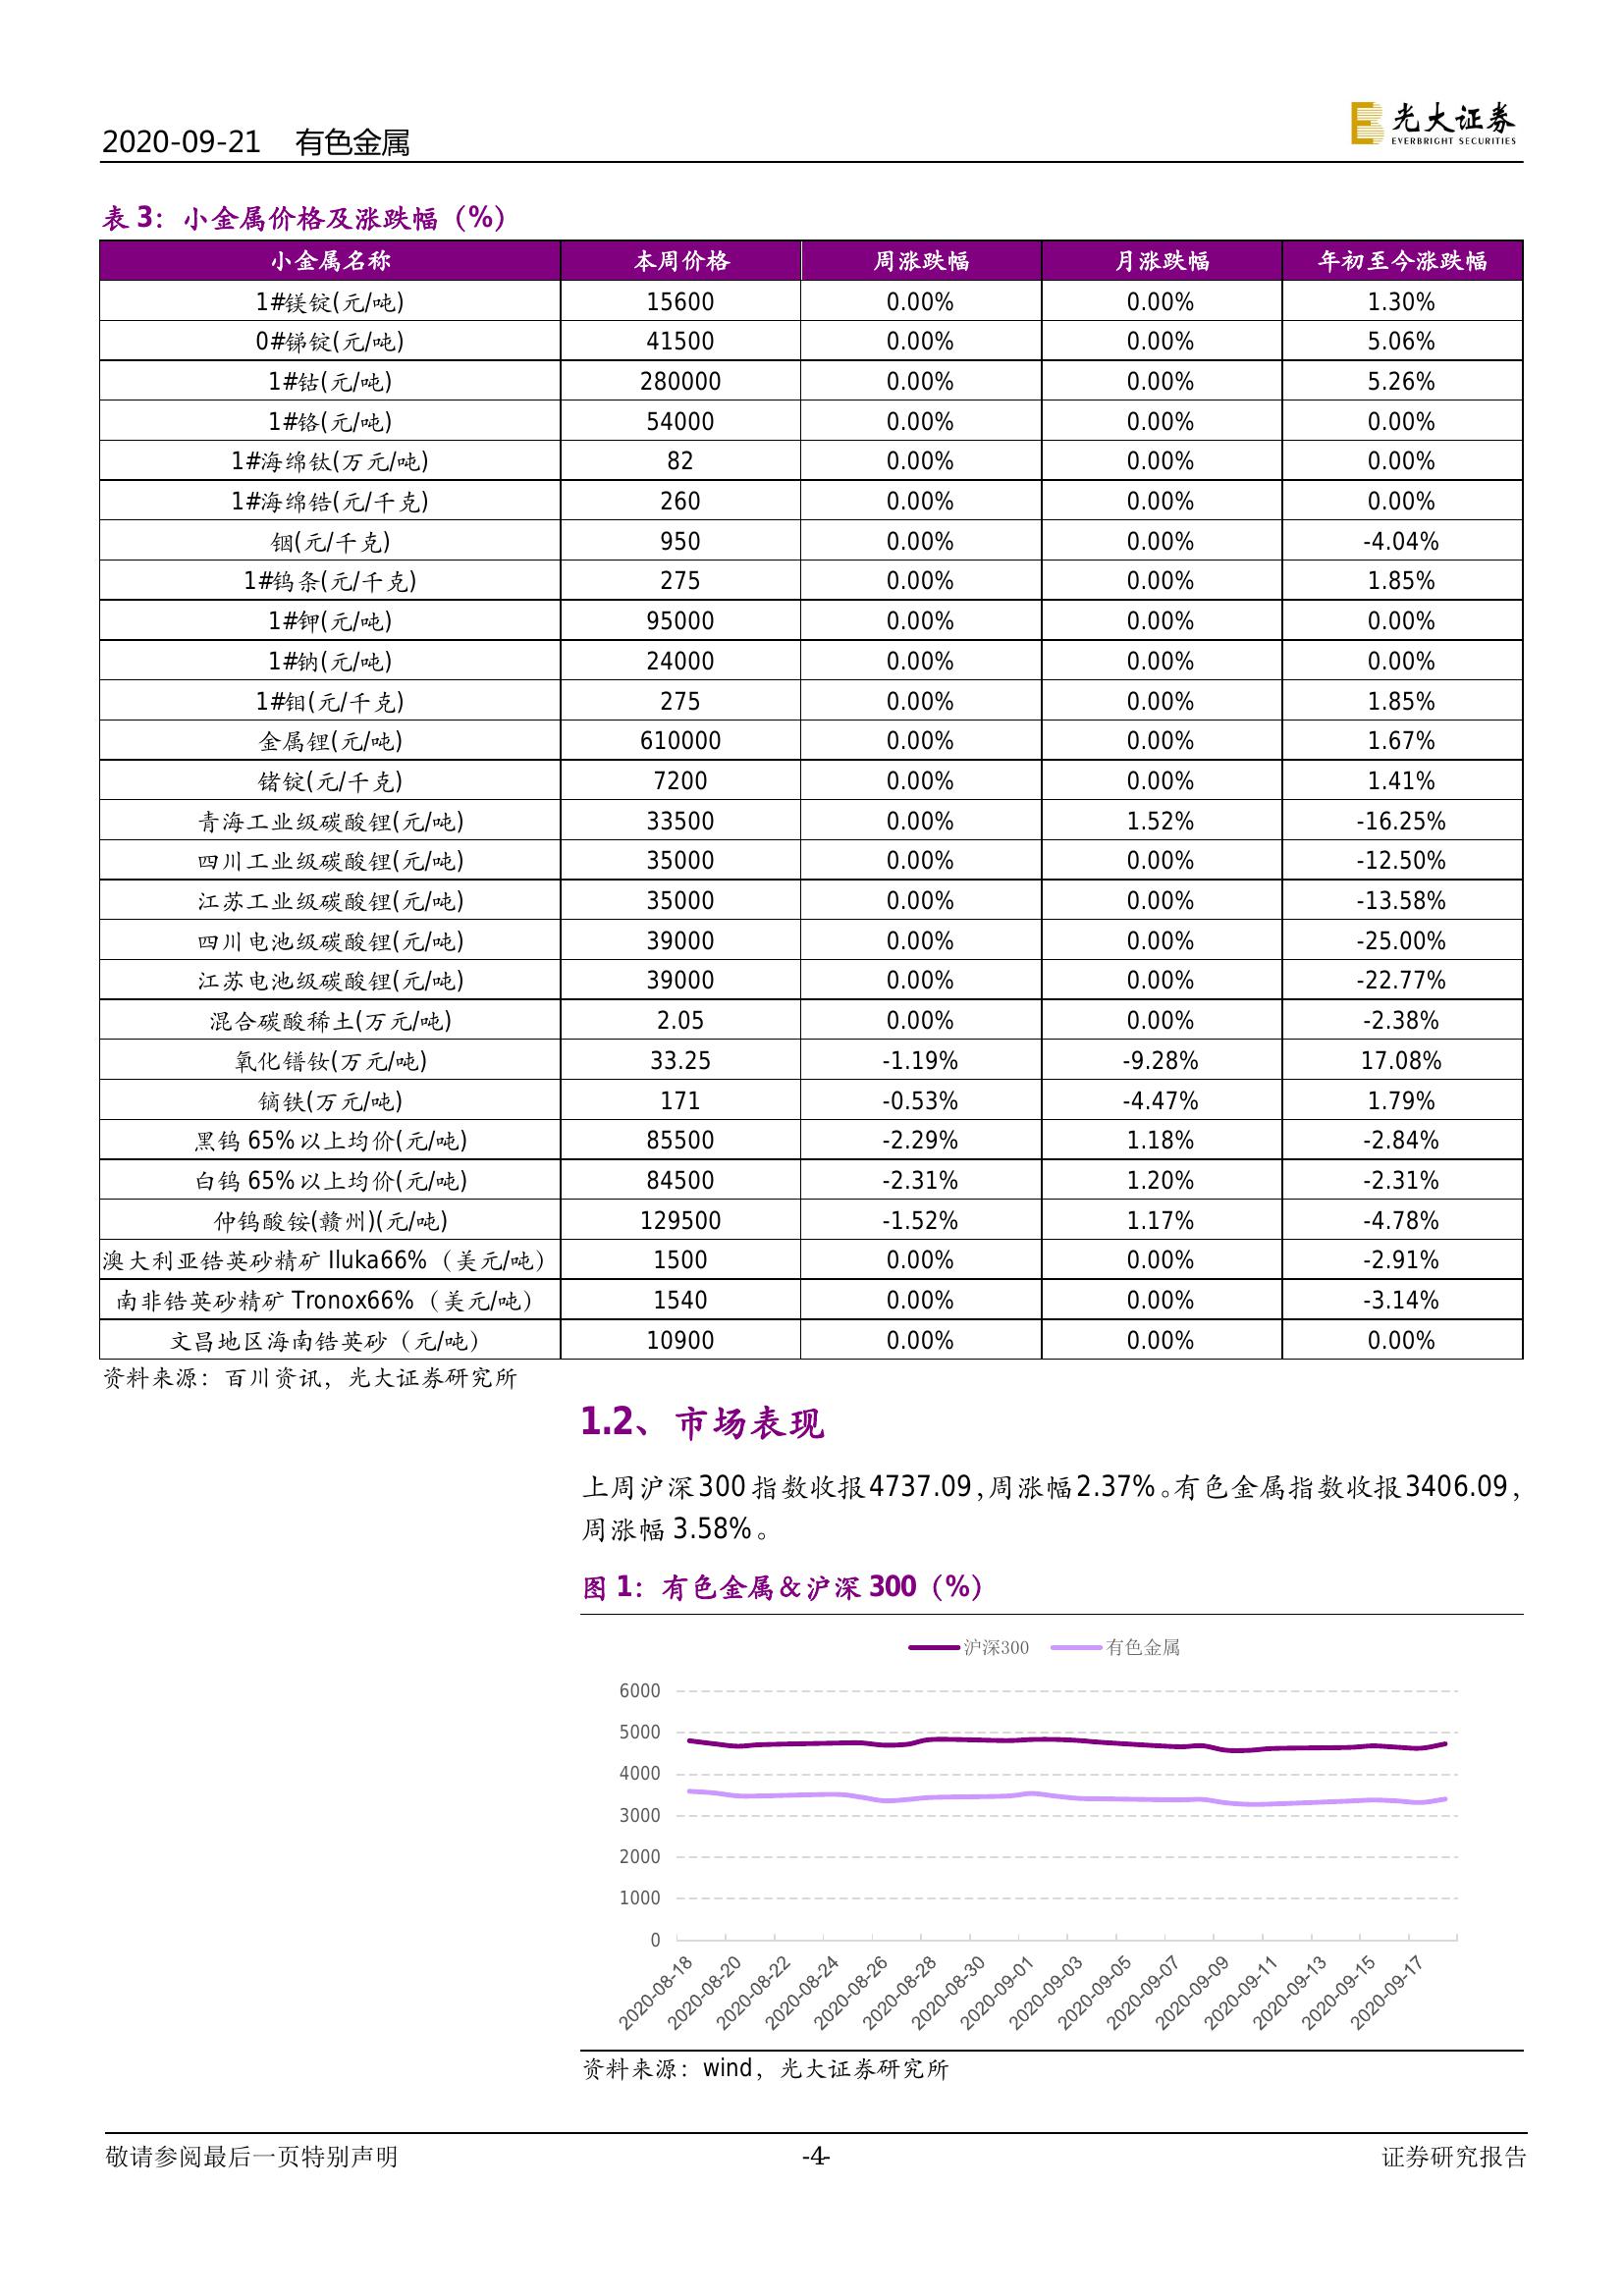 2020-09-21 有色金属
光大证券
EVERBRIGHT SECURITIES
表 3：小金属价格及涨跌幅（%）
小金属名称 本周价格 周涨跌幅 月涨跌幅 年初至今涨跌幅
1#镁锭(元/吨) 15600 0.00% 0.00% 1.30%
0#锑锭(元/吨) 41500 0.00% 0.00% 5.06%
1#钴(元/吨) 280000 0.00% 0.00% 5.26%
1#铬(元/吨) 54000 0.00% 0.00% 0.00%
1#海绵钛(万元/吨) 82 0.00% 0.00% 0.00%
1#海绵锆(元/千克) 260 0.00% 0.00% 0.00%
铟(元/千克) 950 0.00% 0.00% -4.04%
1#钨条(元/千克) 275 0.00% 0.00% 1.85%
1#钾(元/吨) 95000 0.00% 0.00% 0.00%
1#钠(元/吨) 24000 0.00% 0.00% 0.00%
1#钼(元/千克) 275 0.00% 0.00% 1.85%
金属锂(元/吨) 610000 0.00% 0.00% 1.67%
锗锭(元/千克) 7200 0.00% 0.00% 1.41%
青海工业级碳酸锂(元/吨) 33500 0.00% 1.52% -16.25%
四川工业级碳酸锂(元/吨) 35000 0.00% 0.00% -12.50%
江苏工业级碳酸锂(元/吨) 35000 0.00% 0.00% -13.58%
四川电池级碳酸锂(元/吨) 39000 0.00% 0.00% -25.00%
江苏电池级碳酸锂(元/吨) 39000 0.00% 0.00% -22.77%
混合碳酸稀土(万元/吨) 2.05 0.00% 0.00% -2.38%
氧化镨钕(万元/吨) 33.25 -1.19% -9.28% 17.08%
镝铁(万元/吨) 171 -0.53% -4.47% 1.79%
黑钨 65%以上均价(元/吨) 85500 -2.29% 1.18% -2.84%
白钨 65%以上均价(元/吨) 84500 -2.31% 1.20% -2.31%
仲钨酸铵(赣州)(元/吨) 129500 -1.52% 1.17% -4.78%
澳大利亚锆英砂精矿 Iluka66%（美元/吨） 1500 0.00% 0.00% -2.91%
南非锆英砂精矿 Tronox66%（美元/吨） 1540 0.00% 0.00% -3.14%
文昌地区海南锆英砂（元/吨） 10900 0.00% 0.00% 0.00%
资料来源：百川资讯，光大证券研究所
1.2、市场表现
上周沪深300指数收报4737.09，周涨幅2.37%。有色金属指数收报3406.09，
周涨幅 3.58%。
图 1：有色金属＆沪深 300（%）
沪深300 有色金属
6000
5000
4000
3000
2000
1000
0
2020-08-18 2020-08-20 2020-08-22 2020-08-24 2020-08-26 2020-08-28 2020-08-30 2020-09-01 2020-09-03 2020-09-05 2020-09-07 2020-09-09 2020-09-11 2020-09-13 2020-09-15 2020-09-17
资料来源：wind，光大证券研究所
敬请参阅最后一页特别声明 -4- 证券研究报告